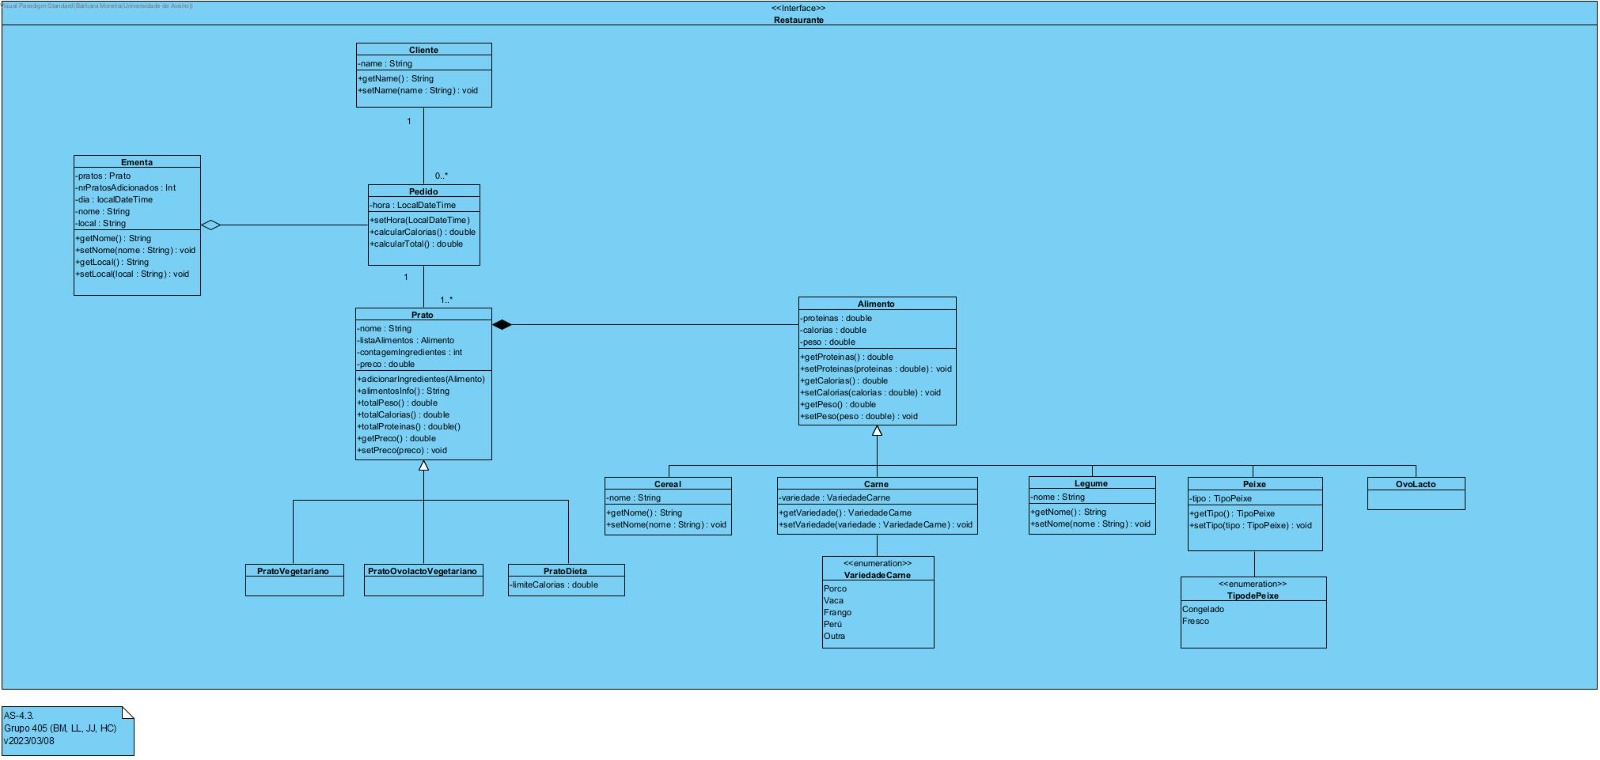 Visual Paradigm Standard(Bárbara Moreira(Universidade de Aveiro))
<<Interface>>
Restaurante
Cliente
-name : String
+getName() : String
+setName(name : String) : void
1
0..*
Ementa
-pratos : Prato
-nrPratosAdicionados : Int
-dia : localDateTime
-nome : String
-local : String
+getNome() : String
+setNome(nome : String) : void
+getLocal() : String
+setLocal(local : String) : void
Pedido
-hora : LocalDateTime
+setHora(LocalDateTime)
+calcularCalorias() : double
+calcularTotal() : double
1
1..*
Prato
-nome : String
-listaAlimentos : Alimento
-contagemIngredientes : int
-preco : double
+adicionarIngredientes(Alimento)
+alimentosInfo() : String
+totalPeso() : double
+totalCalorias() : double
+totalProteinas() : double()
+getPreco() : double
+setPreco(preco) : void
Alimento
-proteinas : double
-calorias : double
-peso : double
+getProteinas() : double
+setProteinas(proteinas : double) : void
+getCalorias() : double
+setCalorias(calorias : double) : void
+getPeso() : double
+setPeso(peso : double) : void
Cereal
-nome : String
+getNome() : String
+setNome(nome : String) : void
Carne
-variedade : VariedadeCarne
+getVariedade() : VariedadeCarne
+setVariedade(variedade : VariedadeCarne) : void
Legume
-nome : String
+getNome() : String
+setNome(nome : String) : void
Peixe
-tipo : TipoPeixe
+getTipo() : TipoPeixe
+setTipo(tipo : TipoPeixe) : void
OvoLacto
PratoVegetariano
PratoOvolactoVegetariano
PratoDieta
-limiteCalorias : double
<<enumeration>>
VariedadeCarne
Porco
Vaca
Frango
Perú
Outra
<<enumeration>>
TipodePeixe
Congelado
Fresco
AS-4.3.
Grupo 405 (BM, LL, JJ, HC)
v2023/03/08